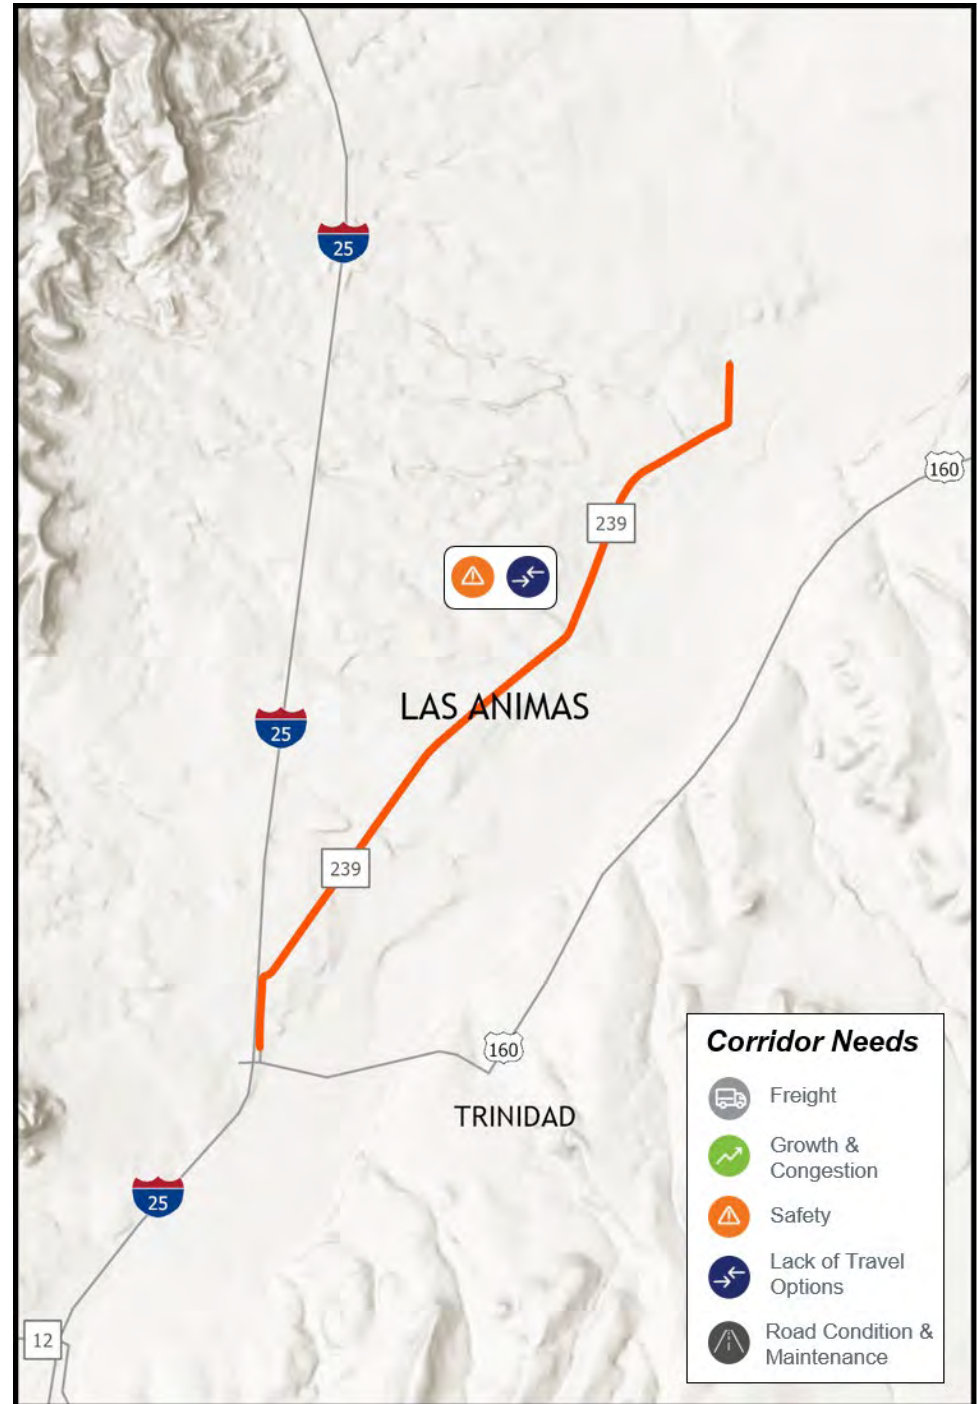 25
160
239
LAS ANIMAS
25
239
160
TRINIDAD
25
12
Corridor Needs
Freight
Growth &
Congestion
Safety
Lack of Travel
Options
Road Condition &
Maintenance